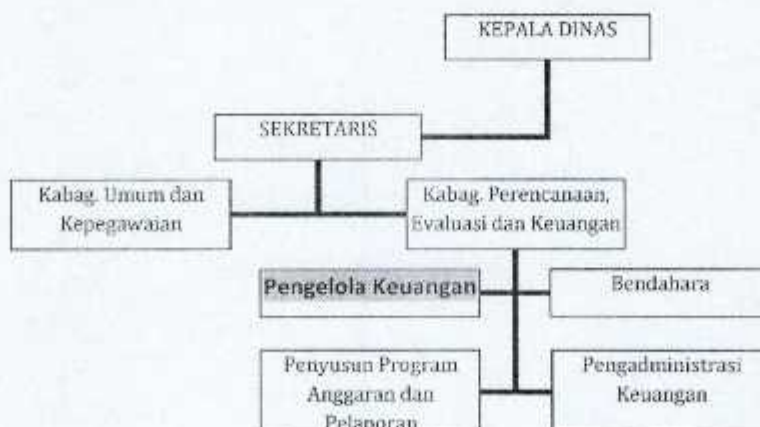 KEPALA DINAS
SEKRETARIS
Kabag. Umum dan
Kepegawaian
Kabag. Perencanaan,
Evaluasi dan Keuangan
Pengelola Keuangan
Bendahara
Penyusun Program
Anggaran dan
Pelaporan
Pengadministrasi
Keuangan